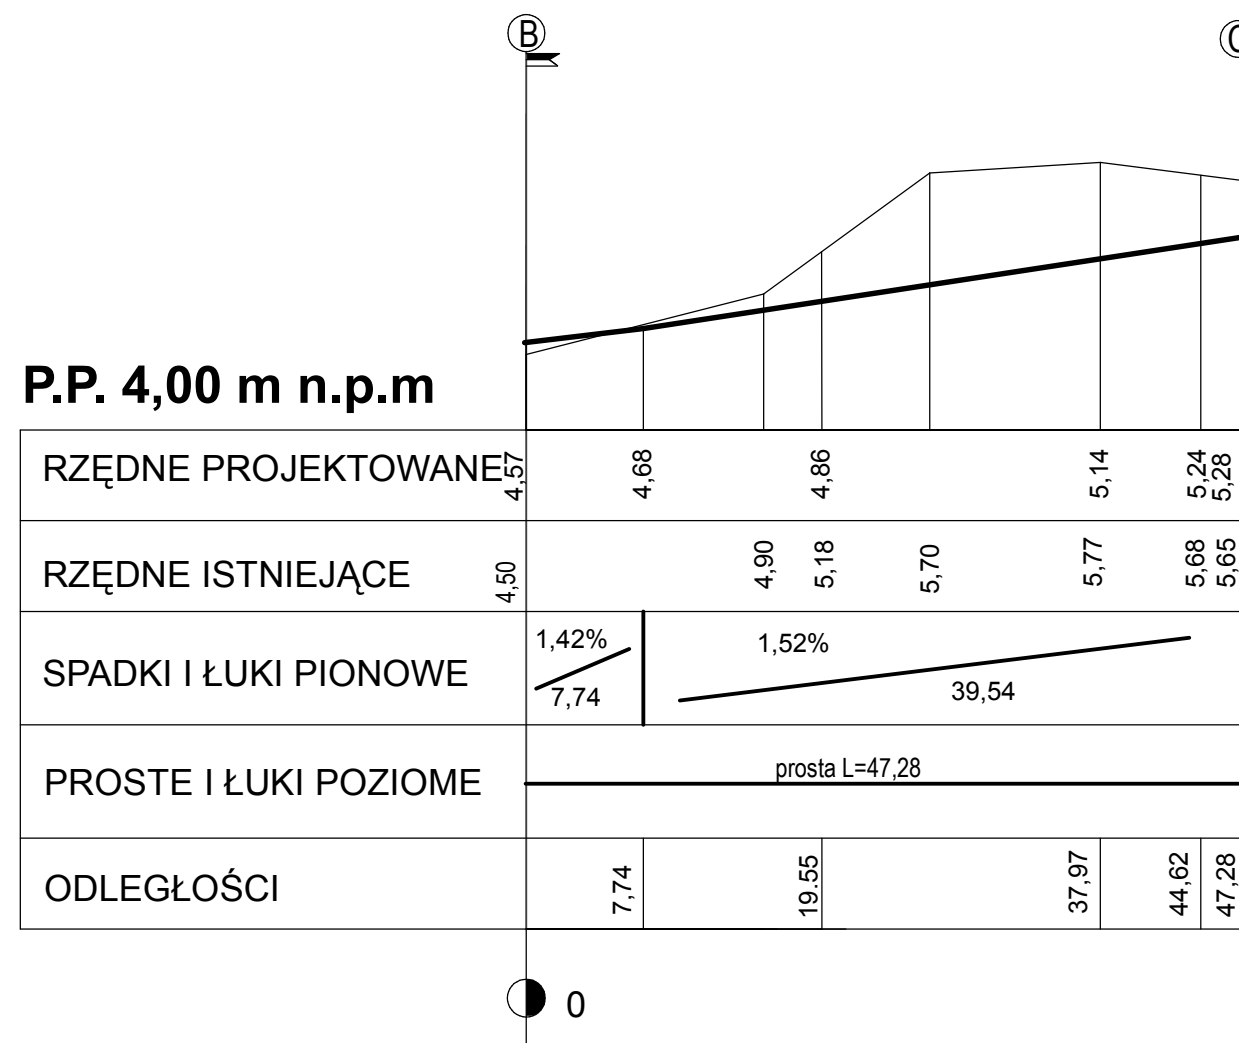 B
P.P. 4,00 m n.p.m
RZĘDNE PROJEKTOWANE 4,57 4,68 4,86 5,14 5,24 5,28
RZĘDNE ISTNIEJĄCE 4,50 4,90 5,18 5,70 5,77 5,68 5,65
SPADKI I ŁUKI PIONOWE
1,42%
7,74
1,52%
39,54
PROSTE I ŁUKI POZIOME
prosta L=47,28
ODLEGŁOŚCI 7,74 19.55 37,97 44,62 47,28
0